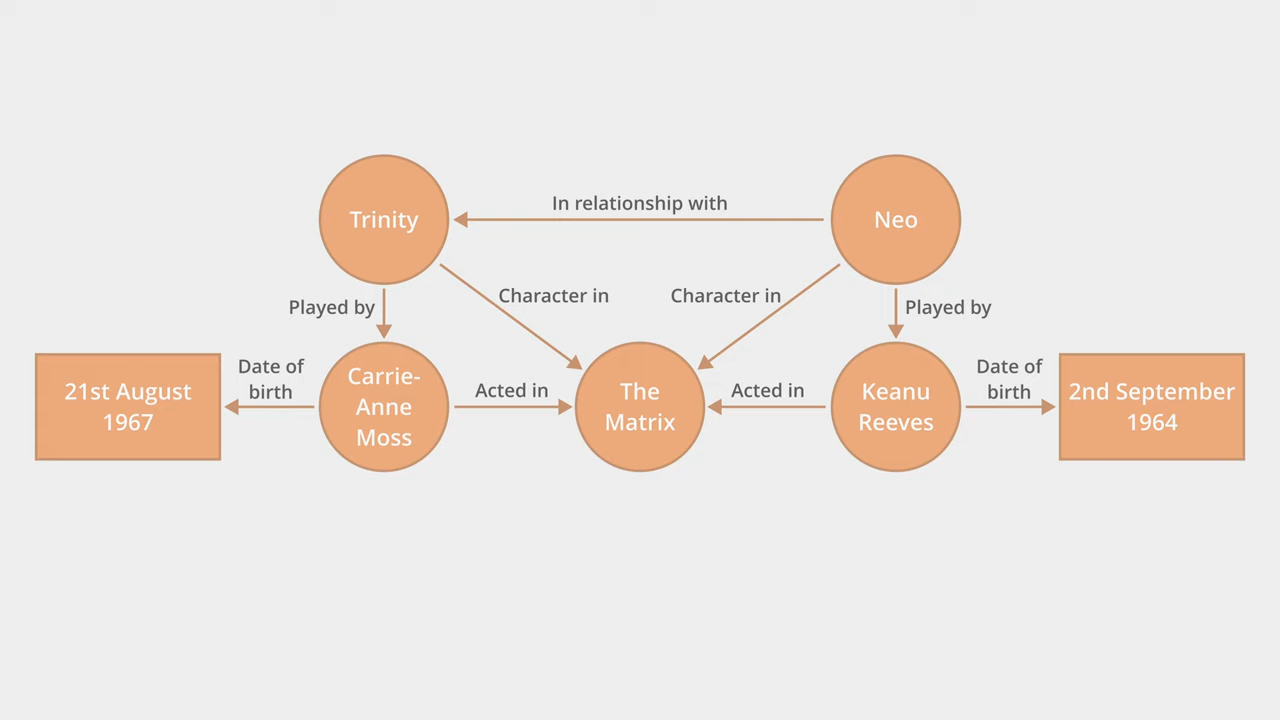 Trinity
In relationship with
Neo
Character in
Character in
Played by
Played by
21st August
1967
Date of
birth
Carrie-
Anne
Moss
Acted in
The
Matrix
Acted in
Keanu
Reeves
Date of
birth
2nd September
1964